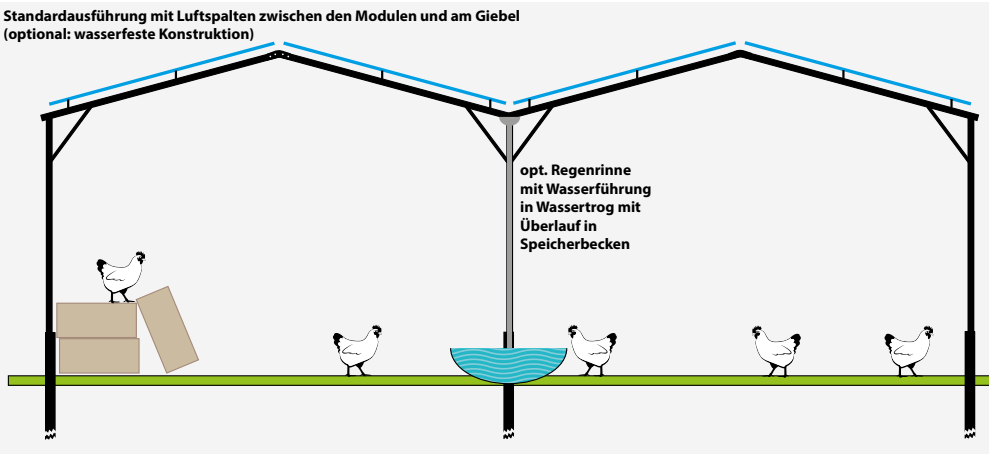 Standardausführung mit Luftspalten zwischen den Modulen und am Giebel
(optional: wasserfeste Konstruktion)
opt. Regenrinne
mit Wasserführung
in Wassertrog mit
Überlauf in
Speicherbecken